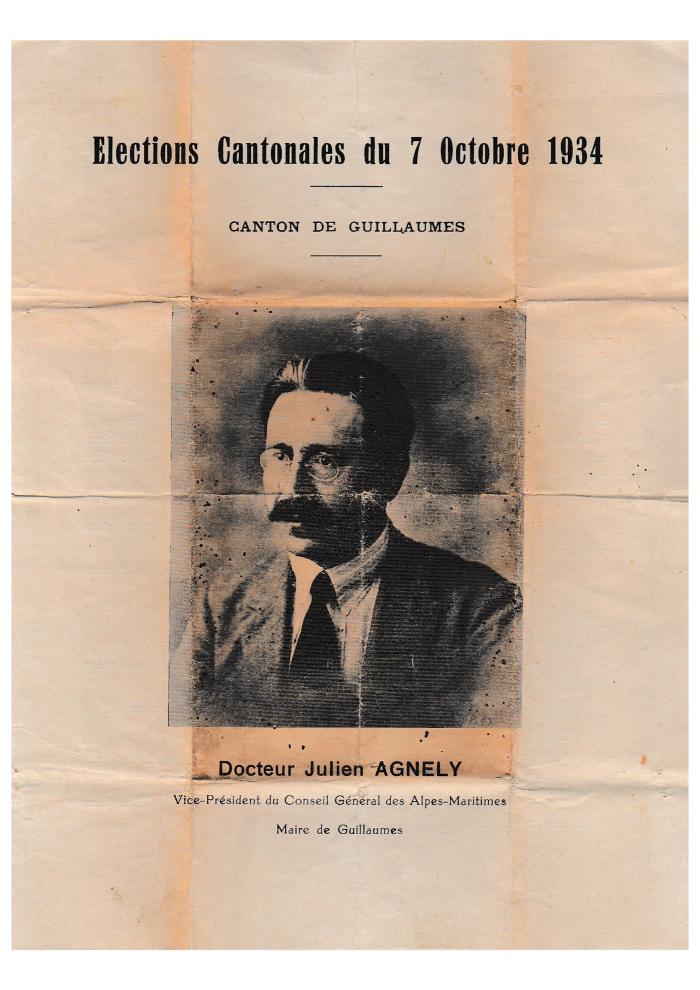 Elections Cantonales du 7 Octobre 1934
CANTON DE GUILLAUMES
Docteur Julien AGNELY
Vice-Président du Conseil Général des Alpes-Maritimes
Maire de Guillaumes